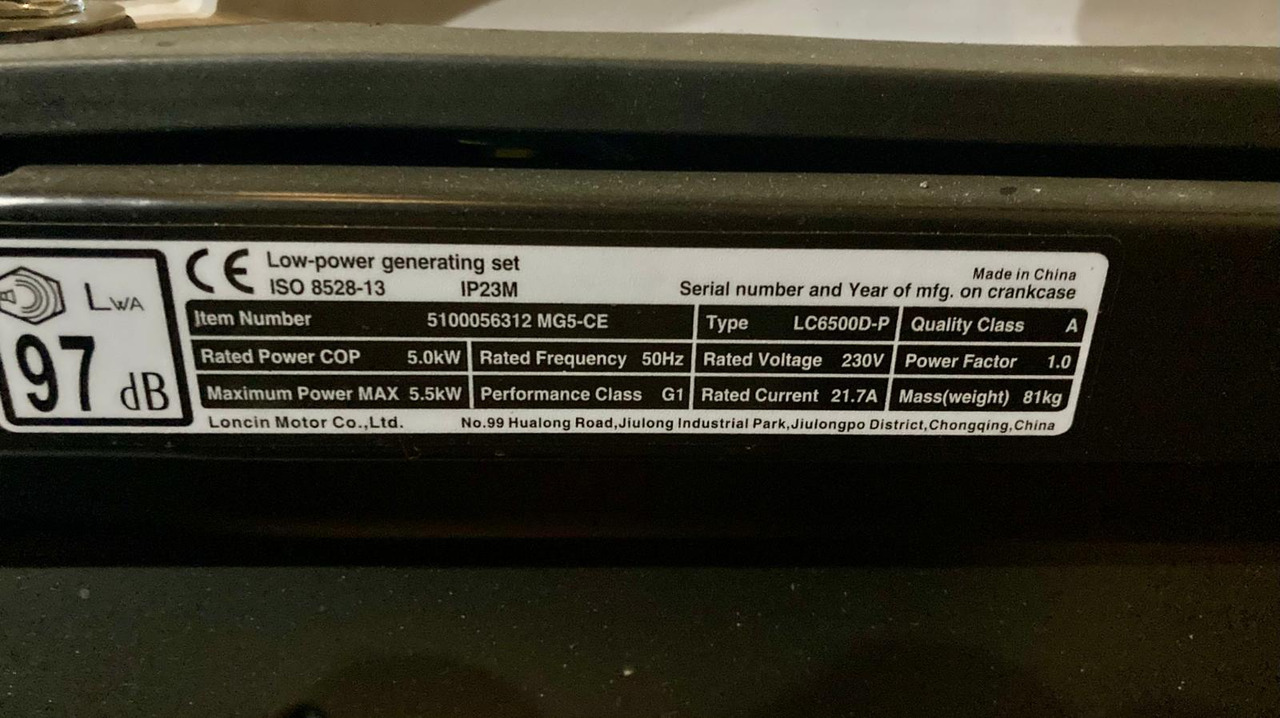 CE Low-power generating set
ISO 8528-13 IP23M
Made in China
Serial number and Year of mfg. on crankcase
LWA
97 dB
Item Number 5100056312 MG5-CE Type LC6500D-P Quality Class A
Rated Power COP 5.0kW Rated Frequency 50Hz Rated Voltage 230V Power Factor 1.0
Maximum Power MAX 5.5kW Performance Class G1 Rated Current 21.7A Mass(weight) 81kg
Loncin Motor Co.,Ltd. No.99 Hualong Road,Jiulong Industrial Park,Jiulongpo District,Chongqing,China